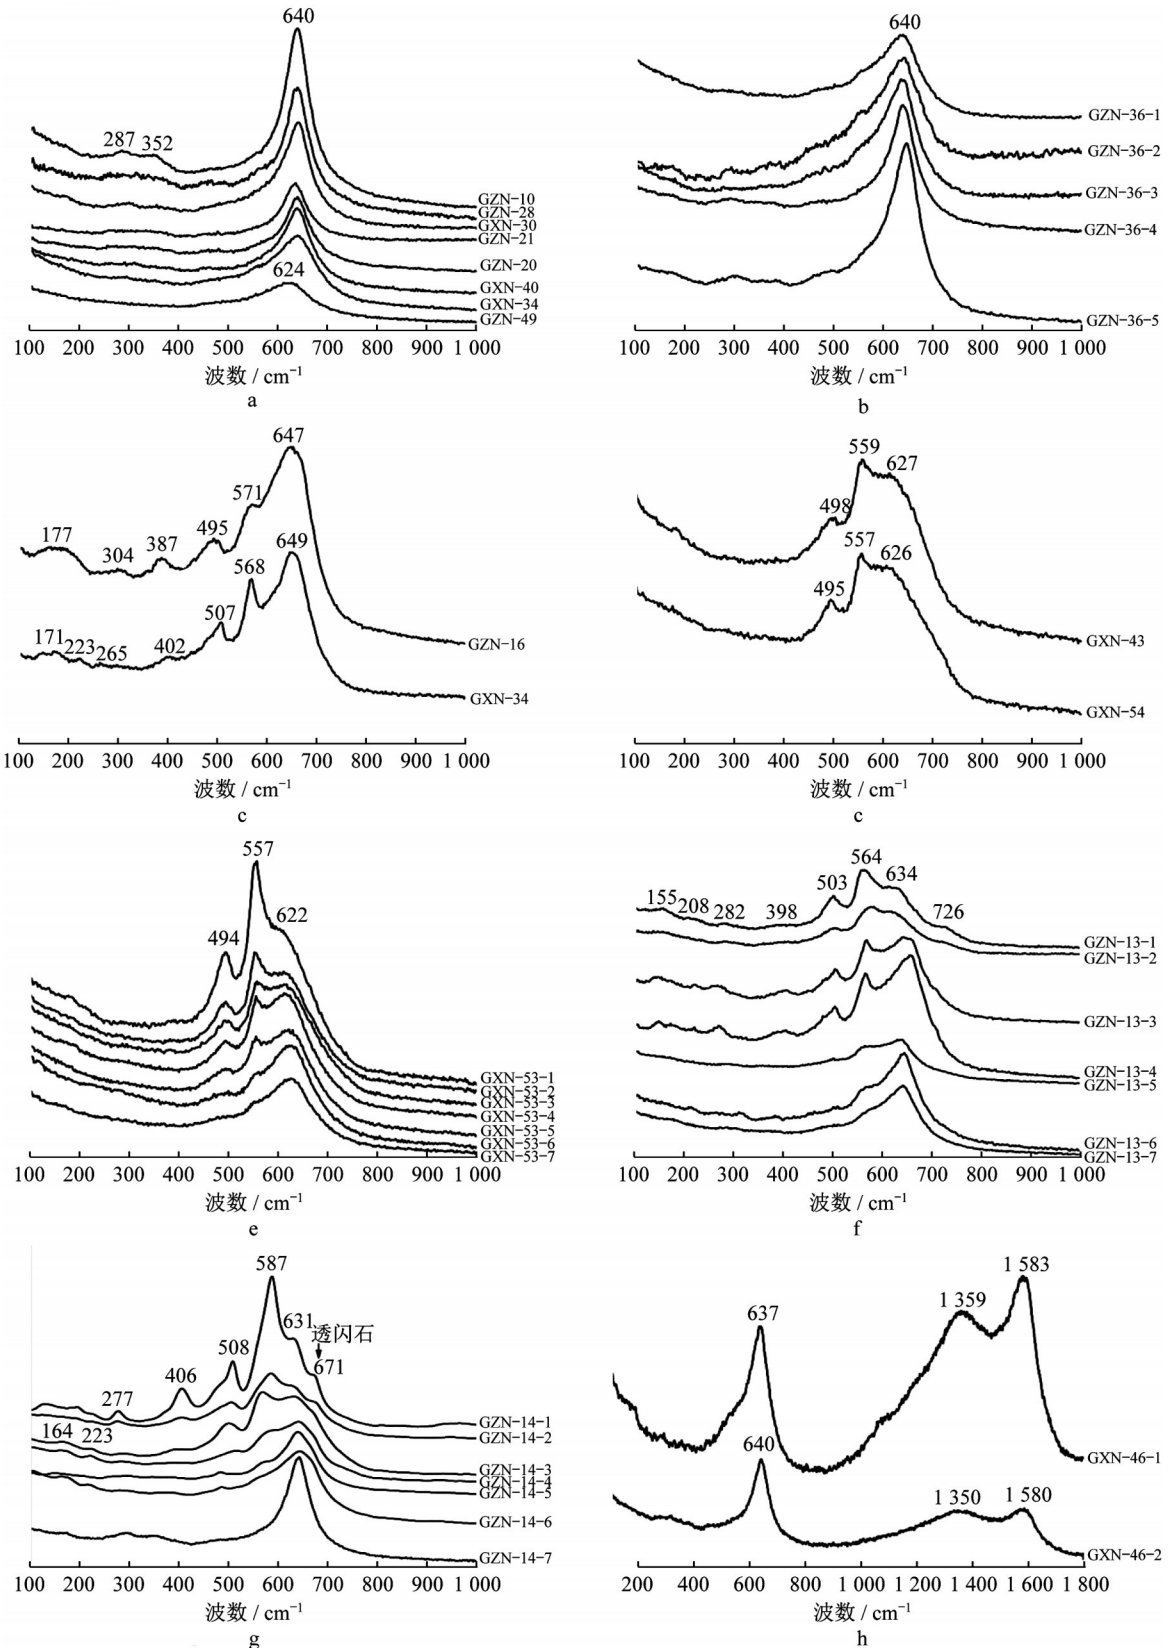 640
287 352
624
GZN-10
GZN-28
GXN-30
GZN-21
GZN-20
GXN-40
GXN-34
GZN-49
100 200 300 400 500 600 700 800 900 1 000
波数 / cm⁻¹
a
640
GZN-36-1
GZN-36-2
GZN-36-3
GZN-36-4
GZN-36-5
100 200 300 400 500 600 700 800 900 1 000
波数 / cm⁻¹
b
647
571
495
387
304
177
649
568
507
402
171 223 265
GZN-16
GXN-34
100 200 300 400 500 600 700 800 900 1 000
波数 / cm⁻¹
c
559
627
498
557
626
495
GXN-43
GXN-54
100 200 300 400 500 600 700 800 900 1 000
波数 / cm⁻¹
c
557
622
494
GXN-53-1
GXN-53-2
GXN-53-3
GXN-53-4
GXN-53-5
GXN-53-6
GXN-53-7
100 200 300 400 500 600 700 800 900 1 000
波数 / cm⁻¹
e
564
634
503
155 208 282 398 726
GZN-13-1
GZN-13-2
GZN-13-3
GZN-13-4
GZN-13-5
GZN-13-6
GZN-13-7
100 200 300 400 500 600 700 800 900 1 000
波数 / cm⁻¹
f
587
631
透闪石
671
508
406
277
164 223
GZN-14-1
GZN-14-2
GZN-14-3
GZN-14-4
GZN-14-5
GZN-14-6
GZN-14-7
100 200 300 400 500 600 700 800 900 1 000
波数 / cm⁻¹
g
1 583
1 359
637
640
1 350 1 580
GXN-46-1
GXN-46-2
200 400 600 800 1 000 1 200 1 400 1 600 1 800
波数 / cm⁻¹
h